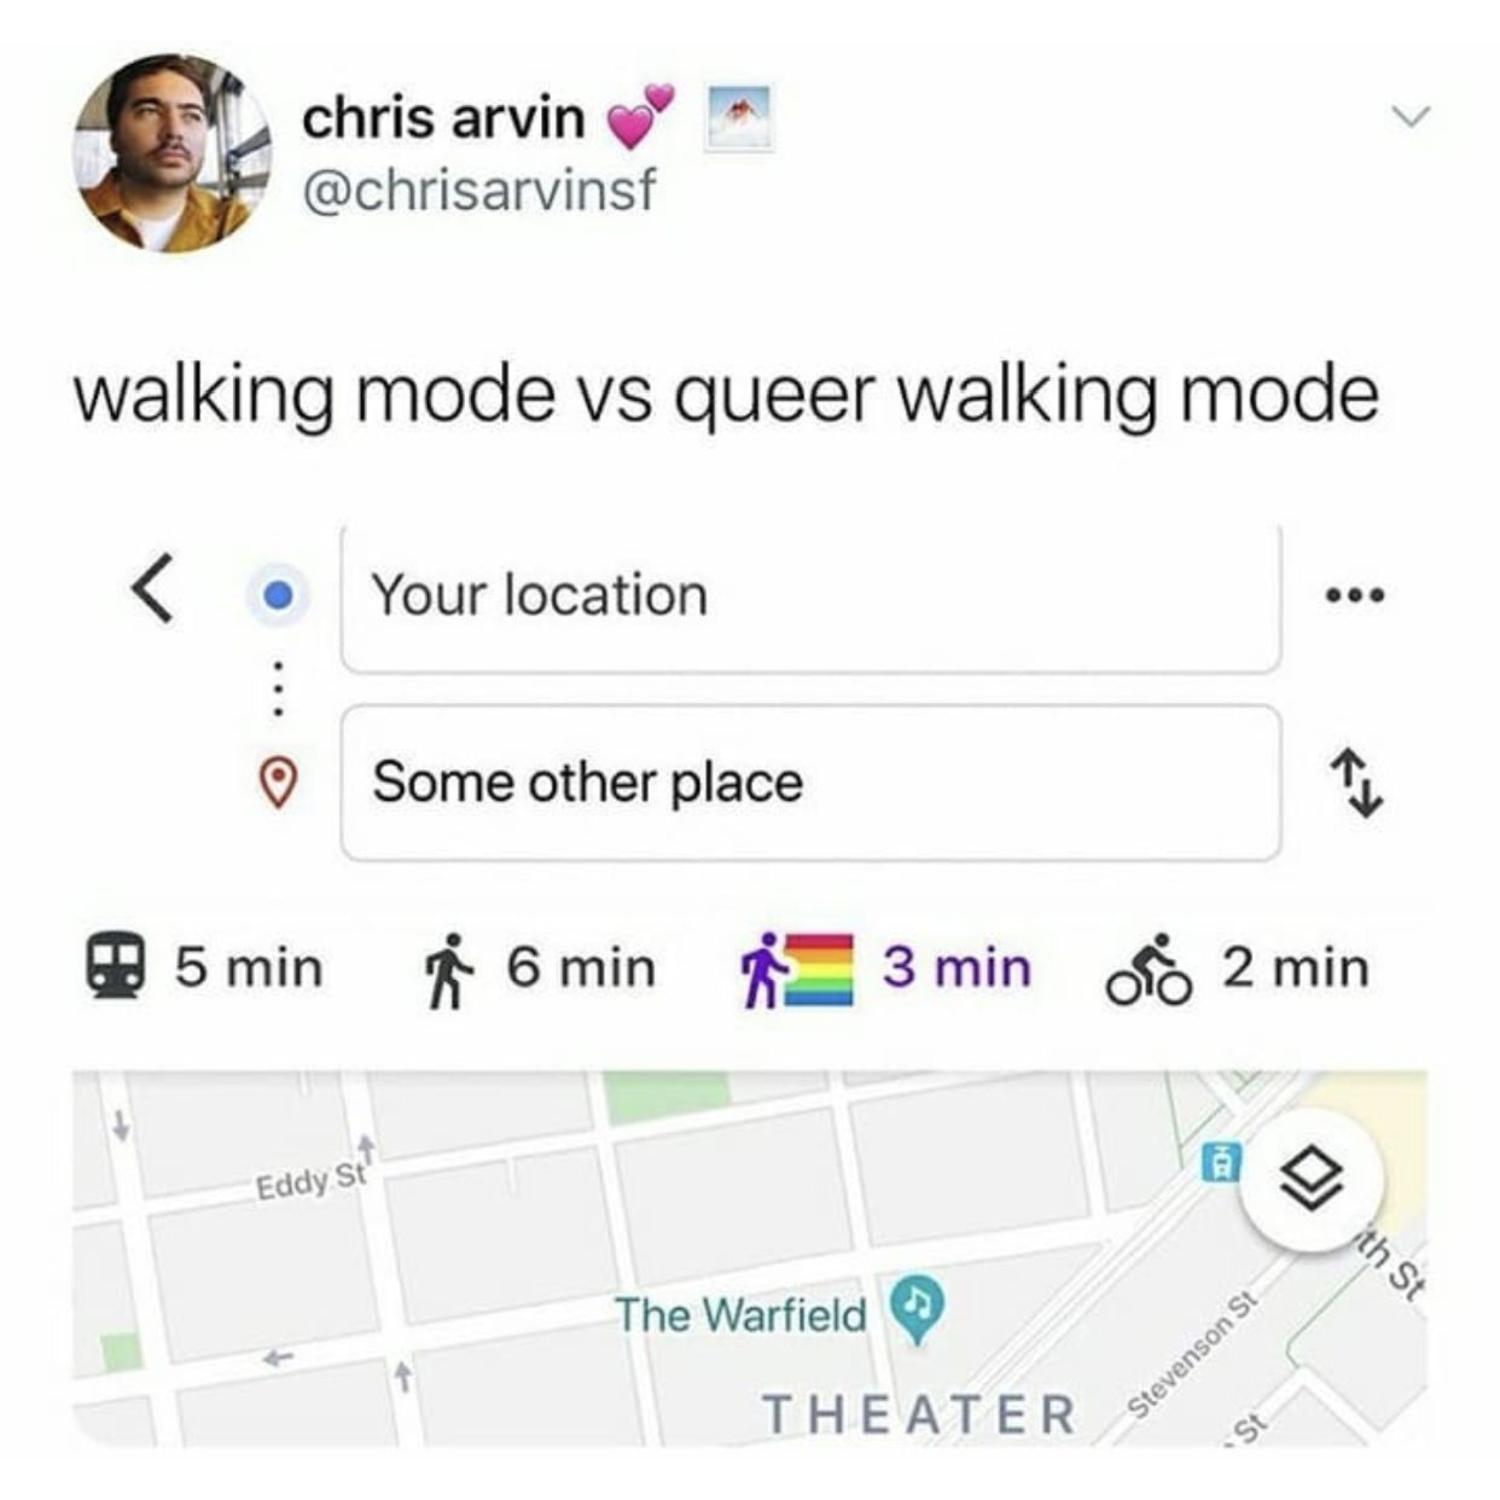 chris arvin 💕 🗻
@chrisarvinsf
walking mode vs queer walking mode
Your location
Some other place
5 min
6 min
3 min
2 min
Eddy St
th St
The Warfield
Stevenson St
THEATER
St